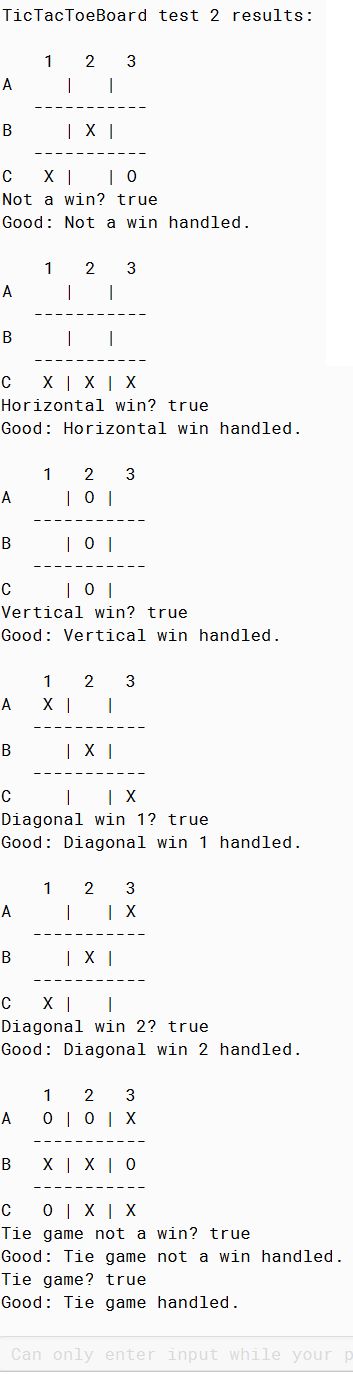 TicTacToeBoard test 2 results:
    1   2   3
A     |   |
   -----------
B     | X |
   -----------
C   X |   | O
Not a win? true
Good: Not a win handled.
    1   2   3
A     |   |
   -----------
B     |   |
   -----------
C   X | X | X
Horizontal win? true
Good: Horizontal win handled.
    1   2   3
A     | O |
   -----------
B     | O |
   -----------
C     | O |
Vertical win? true
Good: Vertical win handled.
    1   2   3
A   X |   |
   -----------
B     | X |
   -----------
C     |   | X
Diagonal win 1? true
Good: Diagonal win 1 handled.
    1   2   3
A     |   | X
   -----------
B     | X |
   -----------
C   X |   |
Diagonal win 2? true
Good: Diagonal win 2 handled.
    1   2   3
A   O | O | X
   -----------
B   X | X | O
   -----------
C   O | X | X
Tie game not a win? true
Good: Tie game not a win handled.
Tie game? true
Good: Tie game handled.
Can only enter input while your p